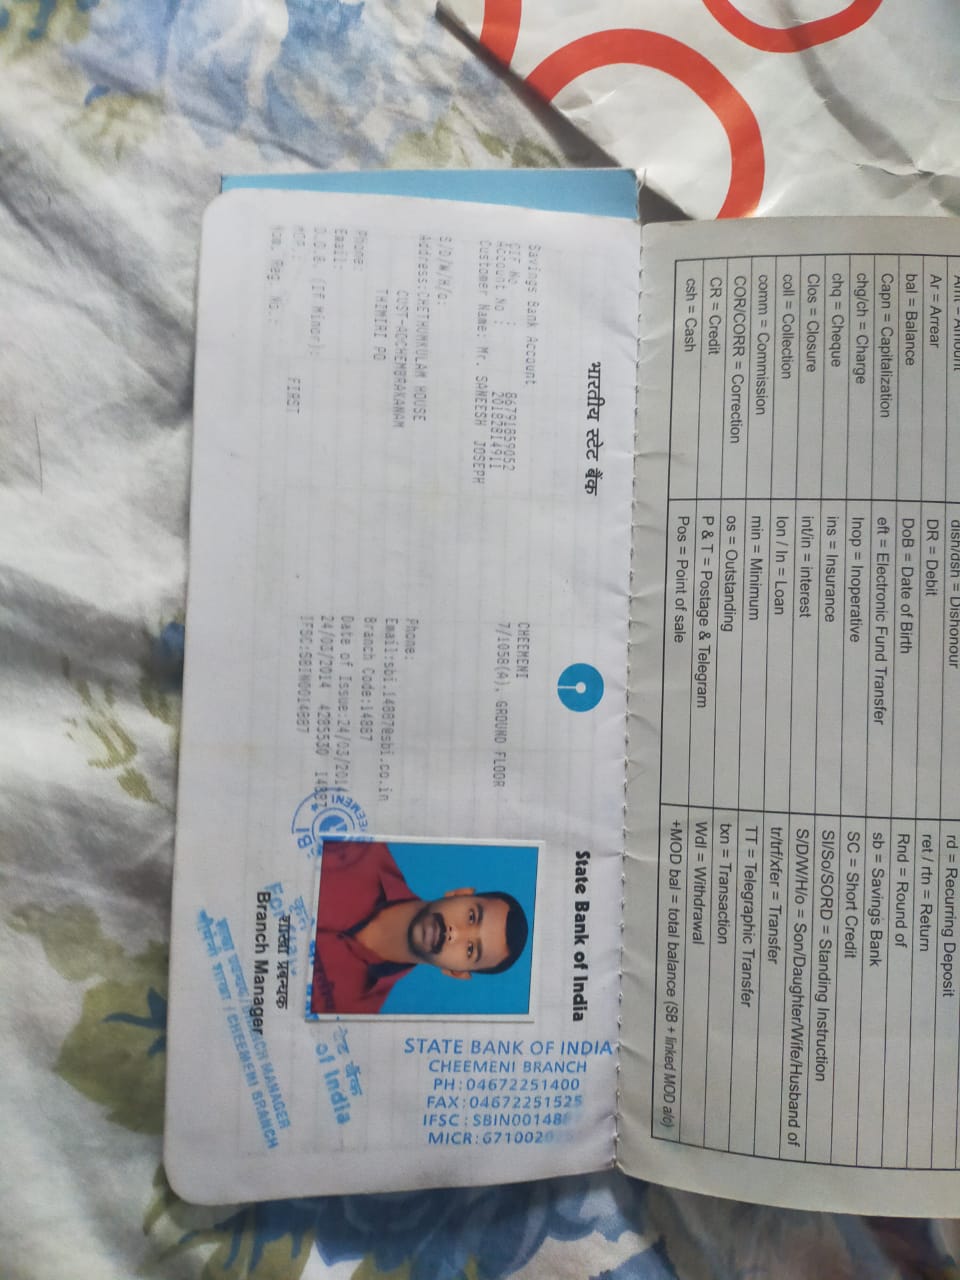 Amt = Amount
Ar = Arrear
bal = Balance
Capn = Capitalization
chg/ch = Charge
chq = Cheque
Clos = Closure
coll = Collection
comm = Commission
COR/CORR = Correction
CR = Credit
csh = Cash
dish/dsh = Dishonour
DR = Debit
DoB = Date of Birth
eft = Electronic Fund Transfer
Inop = Inoperative
ins = Insurance
int/in = interest
lon / ln = Loan
min = Minimum
os = Outstanding
P & T = Postage & Telegram
Pos = Point of sale
rd = Recurring Deposit
ret / rtn = Return
Rnd = Round of
sb = Savings Bank
SC = Short Credit
SI/So/SORD = Standing Instruction
S/D/W/H/o = Son/Daughter/Wife/Husband of
tr/trf/xfer = Transfer
TT = Telegraphic Transfer
txn = Transaction
Wdl = Withdrawal
+MOD bal = total balance (SB + linked MOD a/c)
भारतीय स्टेट बैंक
State Bank of India
Savings Bank Account
CIF No : 86791859052
Account No : 20182814911
Customer Name: Mr. SANEESH JOSEPH
S/D/W/H/o:
Address:CHETHUMKULAM HOUSE
CUST-ADCHEMBRAKANAM
THIMIRI PO
Phone:
Email:
D.O.B. (If Minor):
MOP.: FIRST
Nom. Reg. No.:
CHEEMENI
7/1058(A), GROUND FLOOR
Phone:
Email:sbi.14887@sbi.co.in
Branch Code:14887
Date of Issue:24/03/2014
24/03/2014 4285530 14887
IFSC:SBIN0014887
STATE BANK OF INDIA
CHEEMENI BRANCH
PH:04672251400
FAX:04672251525
IFSC:SBIN00148
MICR:6710020
CHEEMENI
SBI
स्टेट बैंक
of India
शाखा प्रबन्धक
Branch Manager
शाखा प्रबन्धक/BRANCH MANAGER
चीमेनी शाखा / CHEEMENI BRANCH